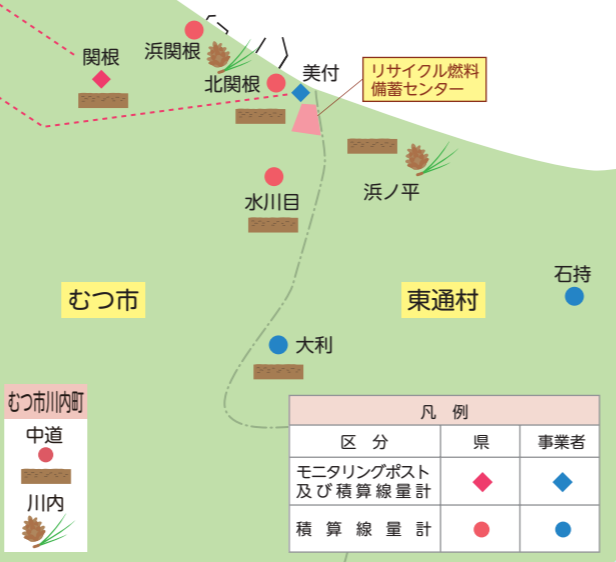 浜関根
関根
北関根
美付
リサイクル燃料
備蓄センター
浜ノ平
水川目
むつ市
東通村
石持
大利
むつ市川内町
中道
川内
凡 例
区 分 県 事業者
モニタリングポスト
及び積算線量計
積算線量計